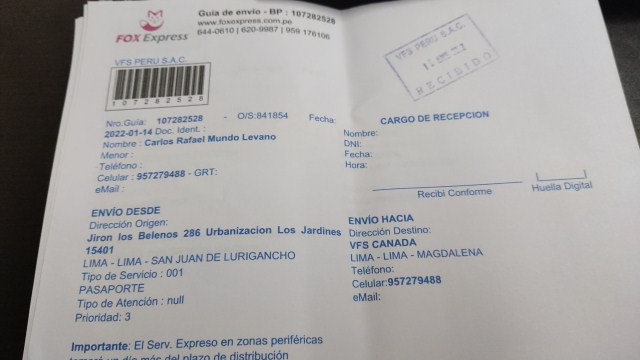 FOX Express
Guía de envío - BP : 107282528
www.foxexpress.com.pe
644-0610 | 620-9987 | 959 176106
VFS PERU S.A.C.
107282528
VFS PERU S.A.C.
RECIBIDO
Nro.Guía: 107282528 - O/S:841854 Fecha:
2022-01-14 Doc. Ident. :
Nombre : Carlos Rafael Mundo Levano
Menor :
Teléfono :
Celular : 957279488 - GRT:
eMail :
CARGO DE RECEPCION
Nombre:
DNI:
Fecha:
Hora:
Recibi Conforme
Huella Digital
ENVÍO DESDE
Dirección Origen:
Jiron los Belenos 286 Urbanizacion Los Jardines
15401
LIMA - LIMA - SAN JUAN DE LURIGANCHO
Tipo de Servicio : 001
PASAPORTE
Tipo de Atención : null
Prioridad: 3
ENVÍO HACIA
Dirección Destino:
VFS CANADA
LIMA - LIMA - MAGDALENA
Teléfono:
Celular:957279488
eMail:
Importante: El Serv. Expreso en zonas periféricas
tomará un día más del plazo de distribución